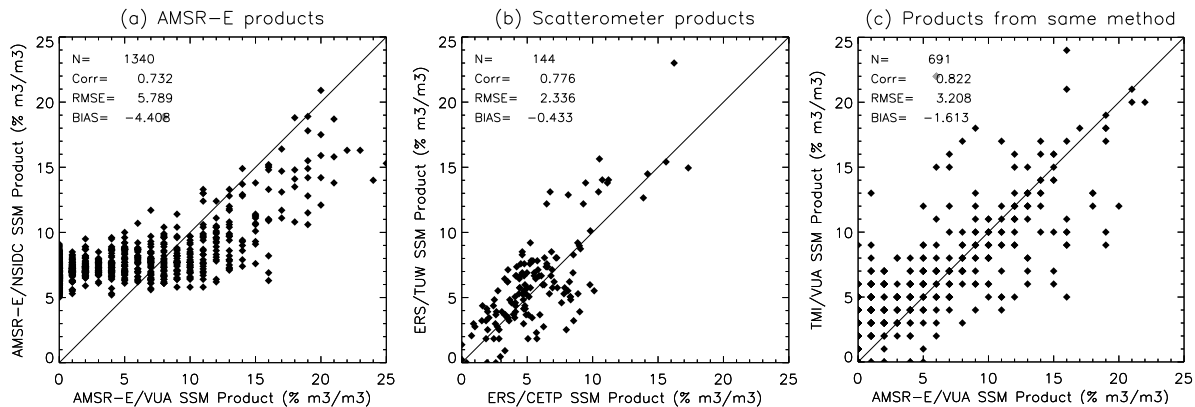 (a) AMSR-E products
N= 1340
Corr= 0.732
RMSE= 5.789
BIAS= -4.408
25
20
15
10
5
0
AMSR-E/NSIDC SSM Product (% m3/m3)
0 5 10 15 20 25
AMSR-E/VUA SSM Product (% m3/m3)
(b) Scatterometer products
N= 144
Corr= 0.776
RMSE= 2.336
BIAS= -0.433
25
20
15
10
5
0
ERS/TUW SSM Product (% m3/m3)
0 5 10 15 20 25
ERS/CETP SSM Product (% m3/m3)
(c) Products from same method
N= 691
Corr= 0.822
RMSE= 3.208
BIAS= -1.613
25
20
15
10
5
0
TMI/VUA SSM Product (% m3/m3)
0 5 10 15 20 25
AMSR-E/VUA SSM Product (% m3/m3)